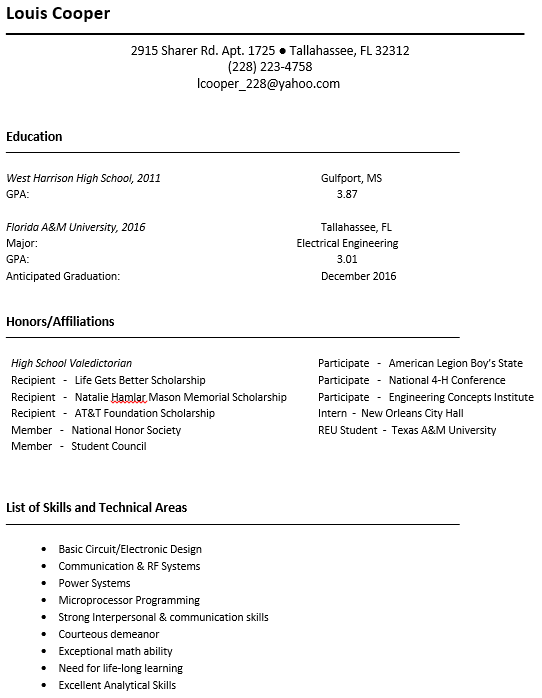 Louis Cooper
2915 Sharer Rd. Apt. 1725 ● Tallahassee, FL 32312
(228) 223-4758
lcooper_228@yahoo.com
Education
West Harrison High School, 2011 Gulfport, MS
GPA: 3.87
Florida A&M University, 2016 Tallahassee, FL
Major: Electrical Engineering
GPA: 3.01
Anticipated Graduation: December 2016
Honors/Affiliations
High School Valedictorian
Recipient - Life Gets Better Scholarship
Recipient - Natalie Hamlar Mason Memorial Scholarship
Recipient - AT&T Foundation Scholarship
Member - National Honor Society
Member - Student Council
Participate - American Legion Boy's State
Participate - National 4-H Conference
Participate - Engineering Concepts Institute
Intern - New Orleans City Hall
REU Student - Texas A&M University
List of Skills and Technical Areas
• Basic Circuit/Electronic Design
• Communication & RF Systems
• Power Systems
• Microprocessor Programming
• Strong Interpersonal & communication skills
• Courteous demeanor
• Exceptional math ability
• Need for life-long learning
• Excellent Analytical Skills